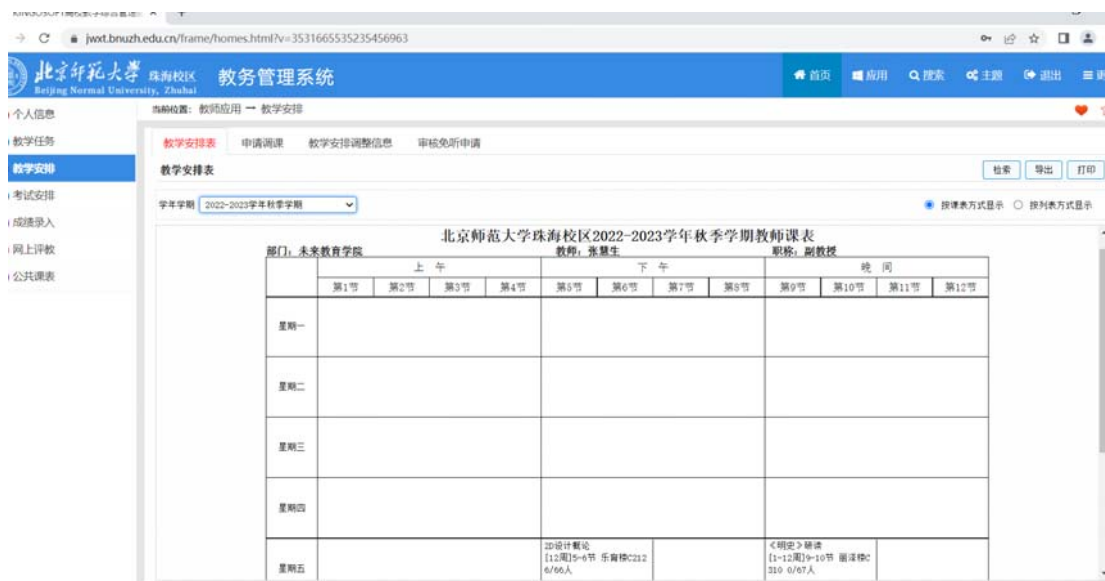 jwxt.bnuzh.edu.cn/frame/homes.html?v=3531665535235456963
北京师范大学 珠海校区 教务管理系统
Beijing Normal University, Zhuhai
首页 应用 搜索 主题 退出
当前位置: 教师应用 → 教学安排
个人信息
教学任务
教学安排
考试安排
成绩录入
网上评教
公共课表
教学安排表 申请调课 教学安排调整信息 审核免听申请
教学安排表 检索 导出 打印
学年学期 2022-2023学年秋季学期 按课表方式显示 按列表方式显示
北京师范大学珠海校区2022-2023学年秋季学期教师课表
部门: 未来教育学院 教师: 张慧生 职称: 副教授
上 午 下 午 晚 间
第1节 第2节 第3节 第4节 第5节 第6节 第7节 第8节 第9节 第10节 第11节 第12节
星期一
星期二
星期三
星期四
星期五
2D设计概论
[12周]5-6节 乐育楼C212
6/66人
《明史》研读
[1-12周]9-10节 丽泽楼C
310 0/67人